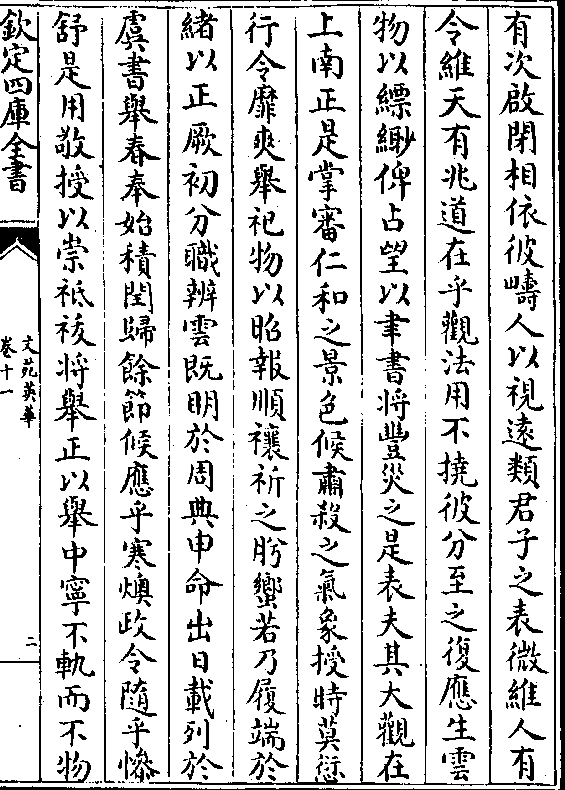 有次啟閉相依彼疇人以視逺類君子之表微維人有
令維天有兆道在乎觀法用不撓彼分至之復應生雲
物以縹緲俾占望以聿書將豐災之是表夫其大觀在
上南正是掌審仁和之景色候肅殺之氣象授時莫愆
行令靡爽舉祀物以昭報順禳祈之肹蠁若乃履端於
緒以正厥初分職辨雲既明於周典申命出日載列於
虞書舉春奉始積閏歸餘節候應乎寒燠政令隨乎慘
舒是用敬授以崇祗祓將舉正以舉中寧不軌而不物
欽定四庫全書
文苑英華
卷十一
二